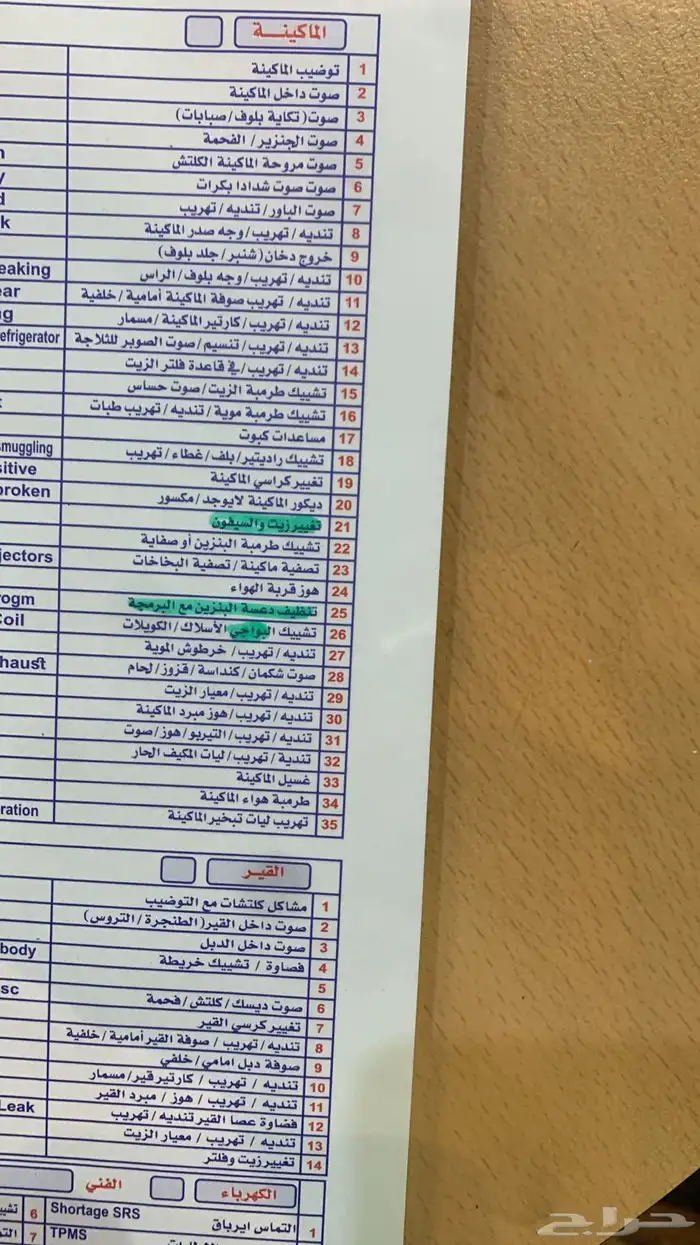 الماكينة
1 توضيب الماكينة
2 صوت داخل الماكينة
3 صوت (تكاية بلوف/صبابات)
4 صوت الجنزير / الفحمة
5 صوت مروحة الماكينة الكلتش
6 صوت صوت شدادا بكرات
7 صوت الباور/تنديه/تهريب
8 تنديه/تهريب/وجه صدر الماكينة
9 خروج دخان (شنبر/جلد بلوف)
10 تنديه/تهريب/وجه بلوف/الراس eaking
11 تنديه/ تهريب صوفة الماكينة أمامية/خلفية ear
12 تنديه/تهريب/كارتير الماكينة/مسمار
13 تنديه/تهريب/تنسيم/صوت الصوير للثلاجة efrigerator
14 تنديه/تهريب/في قاعدة فلتر الزيت
15 تشييك طرمبة الزيت/صوت حساس
16 تشييك طرمبة موية/تنديه/تهريب طبات
17 مساعدات كبوت
18 تشييك راديتير/بلف/غطاء/تهريب smuggling
19 تغيير كراسي الماكينة sitive
20 ديكور الماكينة لايوجد/مكسور broken
21 تغيير زيت والسيفون
22 تشييك طرمبة البنزين أو صفاية
23 تصفية ماكينة/تصفية البخاخات jectors
24 هوز قربة الهواء
25 تنظيف دعسة البنزين مع البرمجة rogm
26 تشييك البواجي الأسلاك/الكويلات Coil
27 تنديه/تهريب/ خرطوش الموية
28 صوت شكمان/كنداسة/قزوز/لحام haust
29 تنديه/تهريب/معيار الزيت
30 تنديه/تهريب/هوز مبرد الماكينة
31 تنديه/تهريب/التيربو/هوز/صوت
32 تندية/تهريب/ليات المكيف الحار
33 غسيل الماكينة
34 طرمبة هواء الماكينة
35 تهريب ليات تبخير الماكينة ration
القير
1 مشاكل كلتشات مع التوضيب
2 صوت داخل القير(الطنجرة/التروس)
3 صوت داخل الدبل
4 فضاوة / تشييك خريطة body
5
6 صوت ديسك/كلتش/فحمة sc
7 تغيير كرسي القير
8 تنديه/تهريب/ صوفة القير أمامية/خلفية
9 صوفة دبل امامي/خلفي
10 تنديه / تهريب / كارتير قير/مسمار
11 تنديه / تهريب / هوز / مبرد القير
12 فضاوة عصا القير تنديه/تهريب Leak
13 تنديه / تهريب / معيار الزيت
14 تغيير زيت وفلتر
الكهرباء الفني
1 التماس ايرباق Shortage SRS 6
TPMS 7
حراج